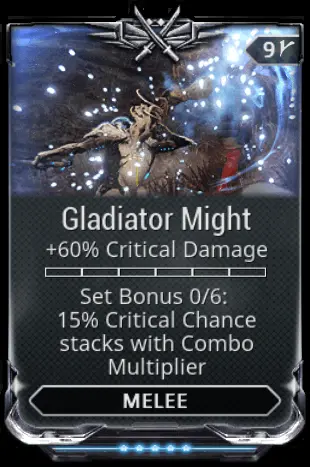 9
Gladiator Might
+60% Critical Damage
Set Bonus 0/6:
15% Critical Chance
stacks with Combo
Multiplier
MELEE